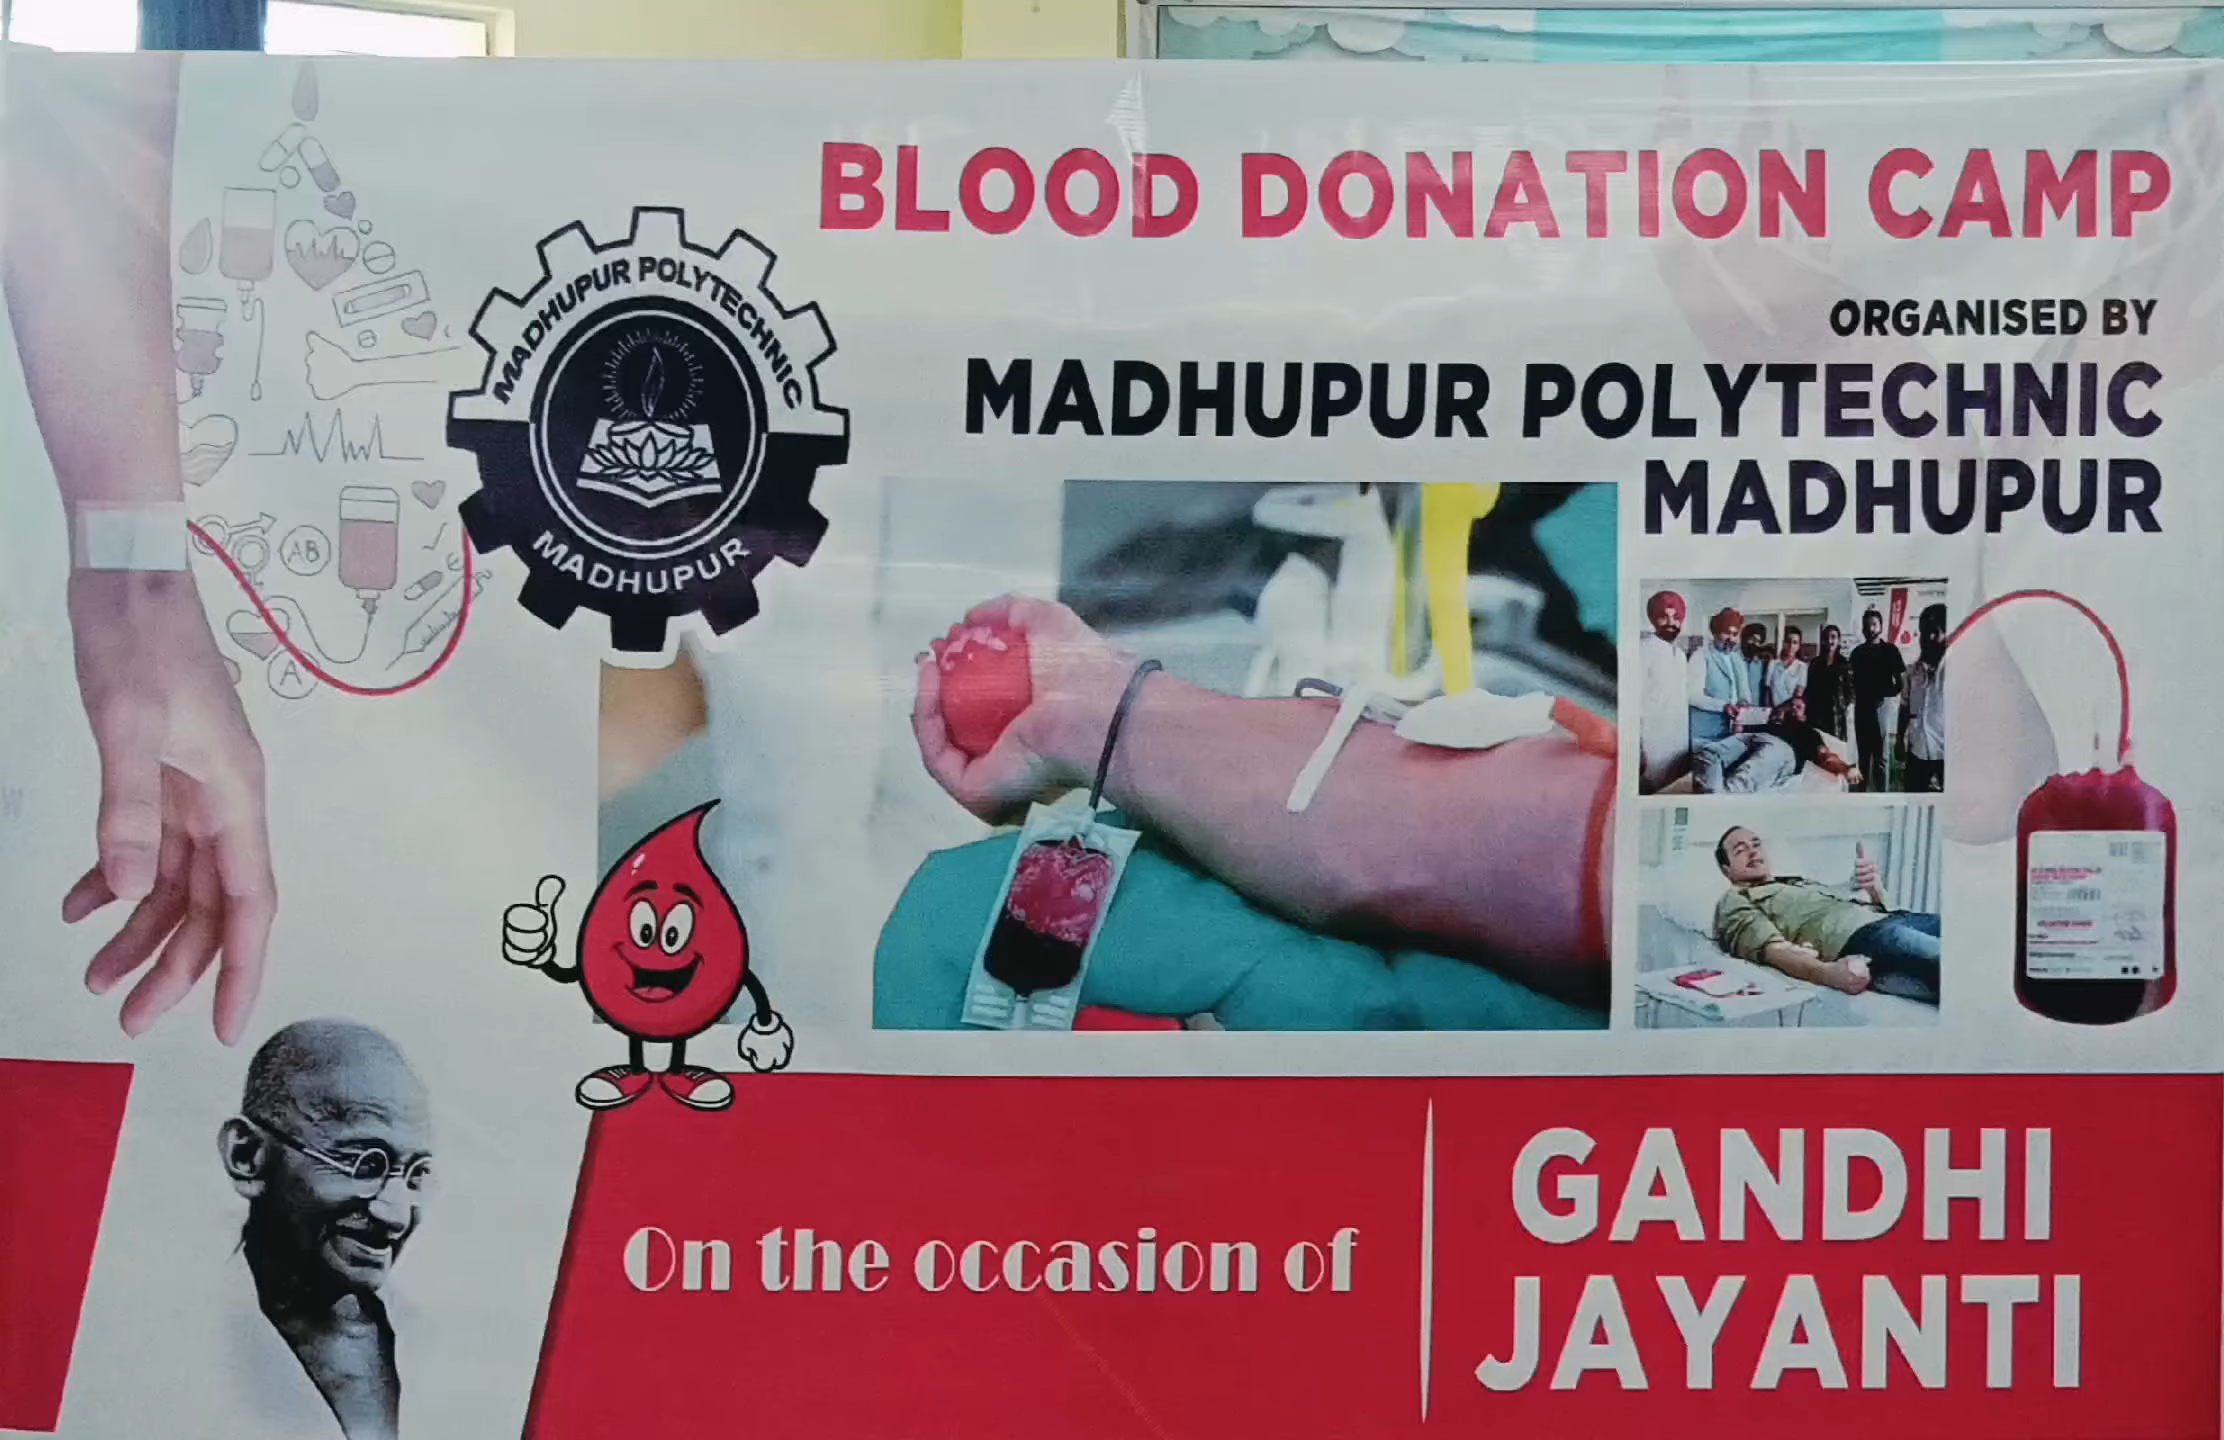 BLOOD DONATION CAMP
ORGANISED BY
MADHUPUR POLYTECHNIC
MADHUPUR
MADHUPUR POLYTECHNIC
MADHUPUR
AB
A
On the occasion of
GANDHI
JAYANTI